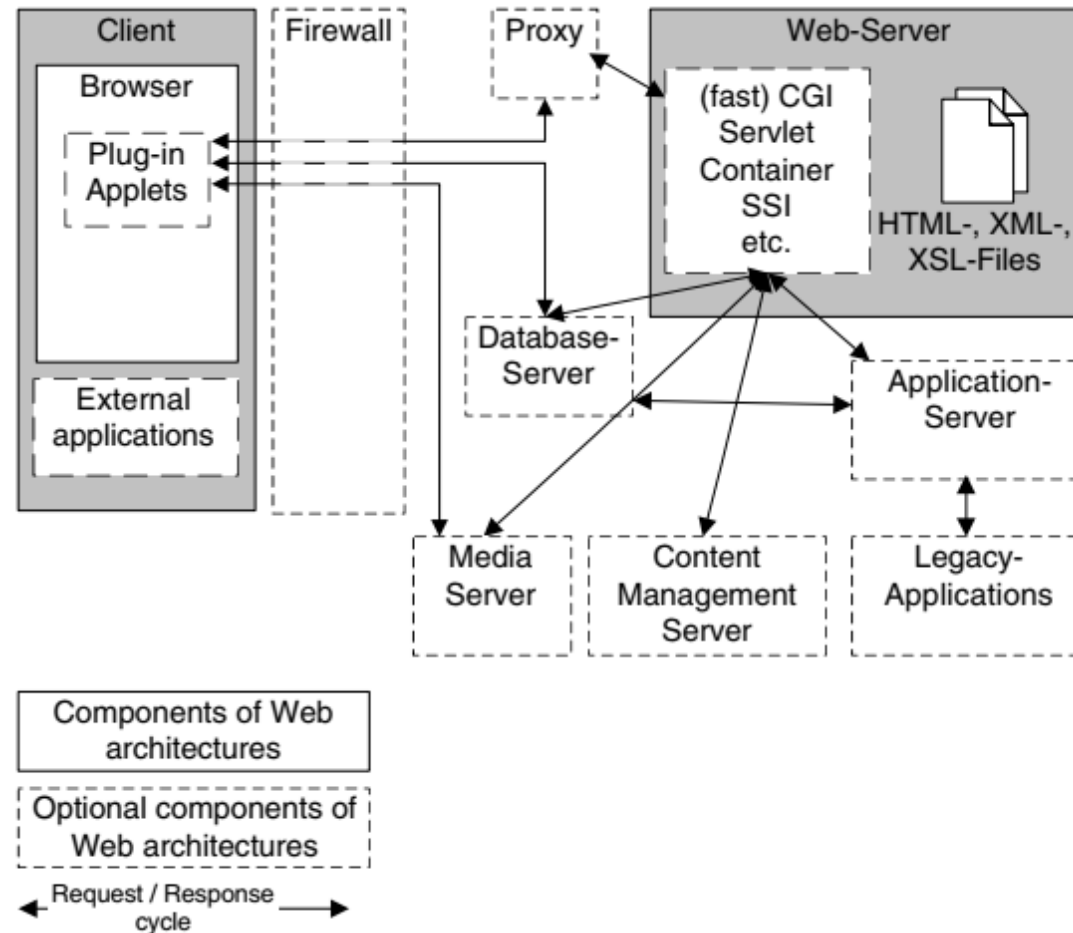 Client
Browser
Plug-in
Applets
External
applications
Firewall
Proxy
Web-Server
(fast) CGI
Servlet
Container
SSI
etc.
HTML-, XML-,
XSL-Files
Database-
Server
Application-
Server
Media
Server
Content
Management
Server
Legacy-
Applications
Components of Web
architectures
Optional components of
Web architectures
Request / Response
cycle